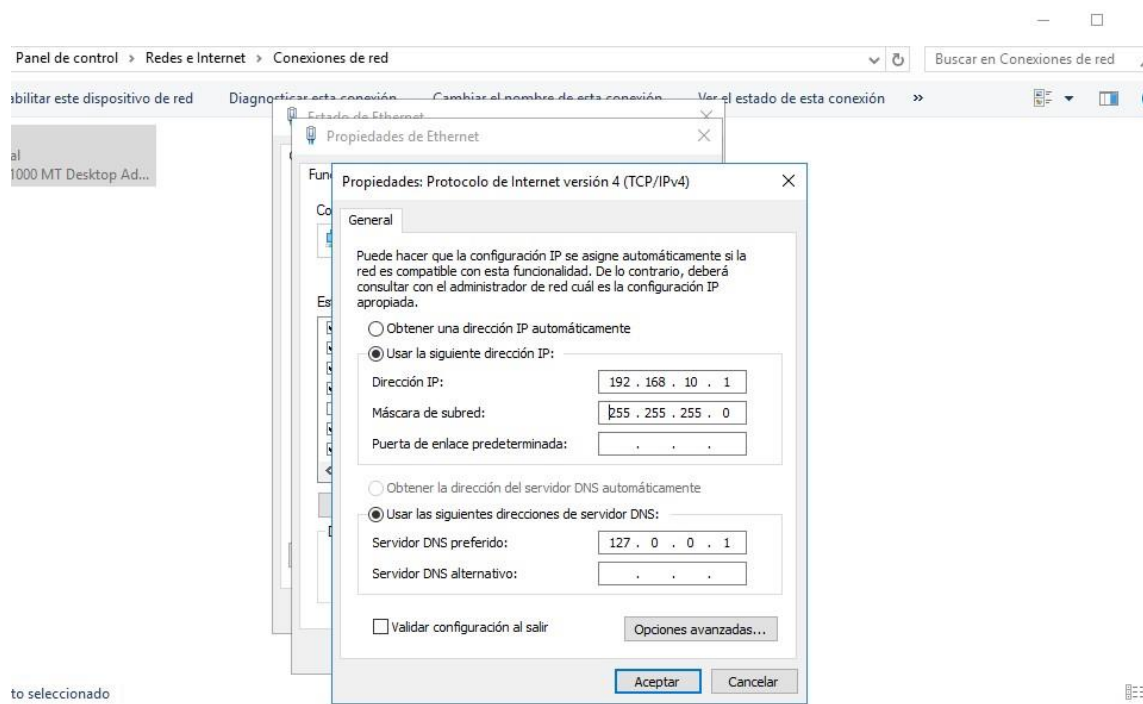 Panel de control > Redes e Internet > Conexiones de red
Buscar en Conexiones de red
abilitar este dispositivo de red Diagnosticar esta conexión Cambiar el nombre de esta conexión Ver el estado de esta conexión »
Estado de Ethernet
Propiedades de Ethernet
al
1000 MT Desktop Ad...
Propiedades: Protocolo de Internet versión 4 (TCP/IPv4)
General
Puede hacer que la configuración IP se asigne automáticamente si la
red es compatible con esta funcionalidad. De lo contrario, deberá
consultar con el administrador de red cuál es la configuración IP
apropiada.
Obtener una dirección IP automáticamente
Usar la siguiente dirección IP:
Dirección IP: 192 . 168 . 10 . 1
Máscara de subred: 255 . 255 . 255 . 0
Puerta de enlace predeterminada: . . .
Obtener la dirección del servidor DNS automáticamente
Usar las siguientes direcciones de servidor DNS:
Servidor DNS preferido: 127 . 0 . 0 . 1
Servidor DNS alternativo: . . .
Validar configuración al salir
Opciones avanzadas...
Aceptar Cancelar
to seleccionado